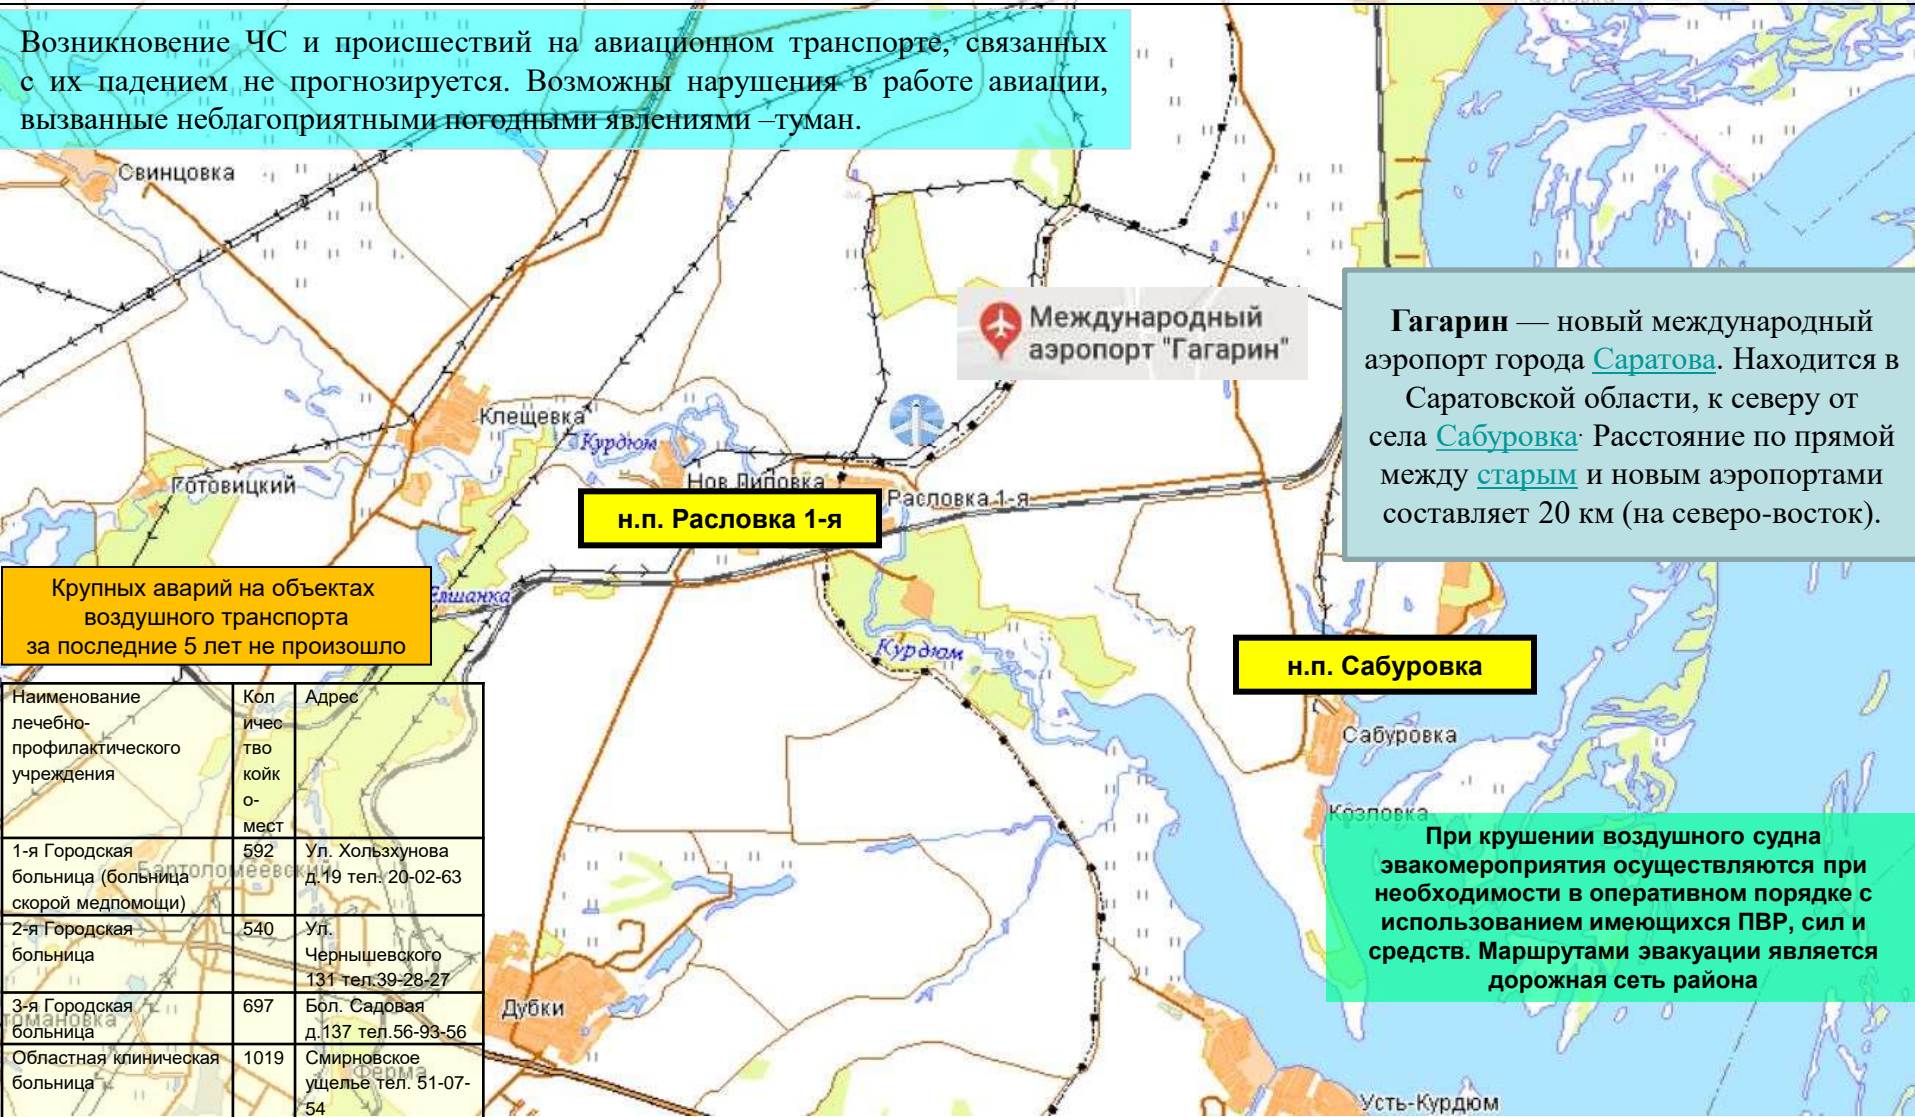 Возникновение ЧС и происшествий на авиационном транспорте, связанных
с их падением не прогнозируется. Возможны нарушения в работе авиации,
вызванные неблагоприятными погодными явлениями –туман.
Свинцовка
Международный
аэропорт "Гагарин"
Гагарин — новый международный
аэропорт города Саратова. Находится в
Саратовской области, к северу от
села Сабуровка. Расстояние по прямой
между старым и новым аэропортами
составляет 20 км (на северо-восток).
Клещевка
Курдюм
Готовицкий
Нов.Липовка
Расловка 1-я
н.п. Расловка 1-я
Крупных аварий на объектах
воздушного транспорта
за последние 5 лет не произошло
Елшанка
Курдюм
н.п. Сабуровка
Сабуровка
Козловка
Наименование
лечебно-
профилактического
учреждения
Кол
ичес
тво
койк
о-
мест
Адрес
1-я Городская
больница (больница
скорой медпомощи)
592
Ул. Хользхунова
д.19 тел. 20-02-63
Бартоломеевский
2-я Городская
больница
540
Ул.
Чернышевского
131 тел.39-28-27
3-я Городская
больница
697
Бол. Садовая
д.137 тел.56-93-56
Областная клиническая
больница
1019
Смирновское
ущелье тел. 51-07-
54
Ферма
Дубки
При крушении воздушного судна
эвакомероприятия осуществляются при
необходимости в оперативном порядке с
использованием имеющихся ПВР, сил и
средств. Маршрутами эвакуации является
дорожная сеть района
Усть-Курдюм